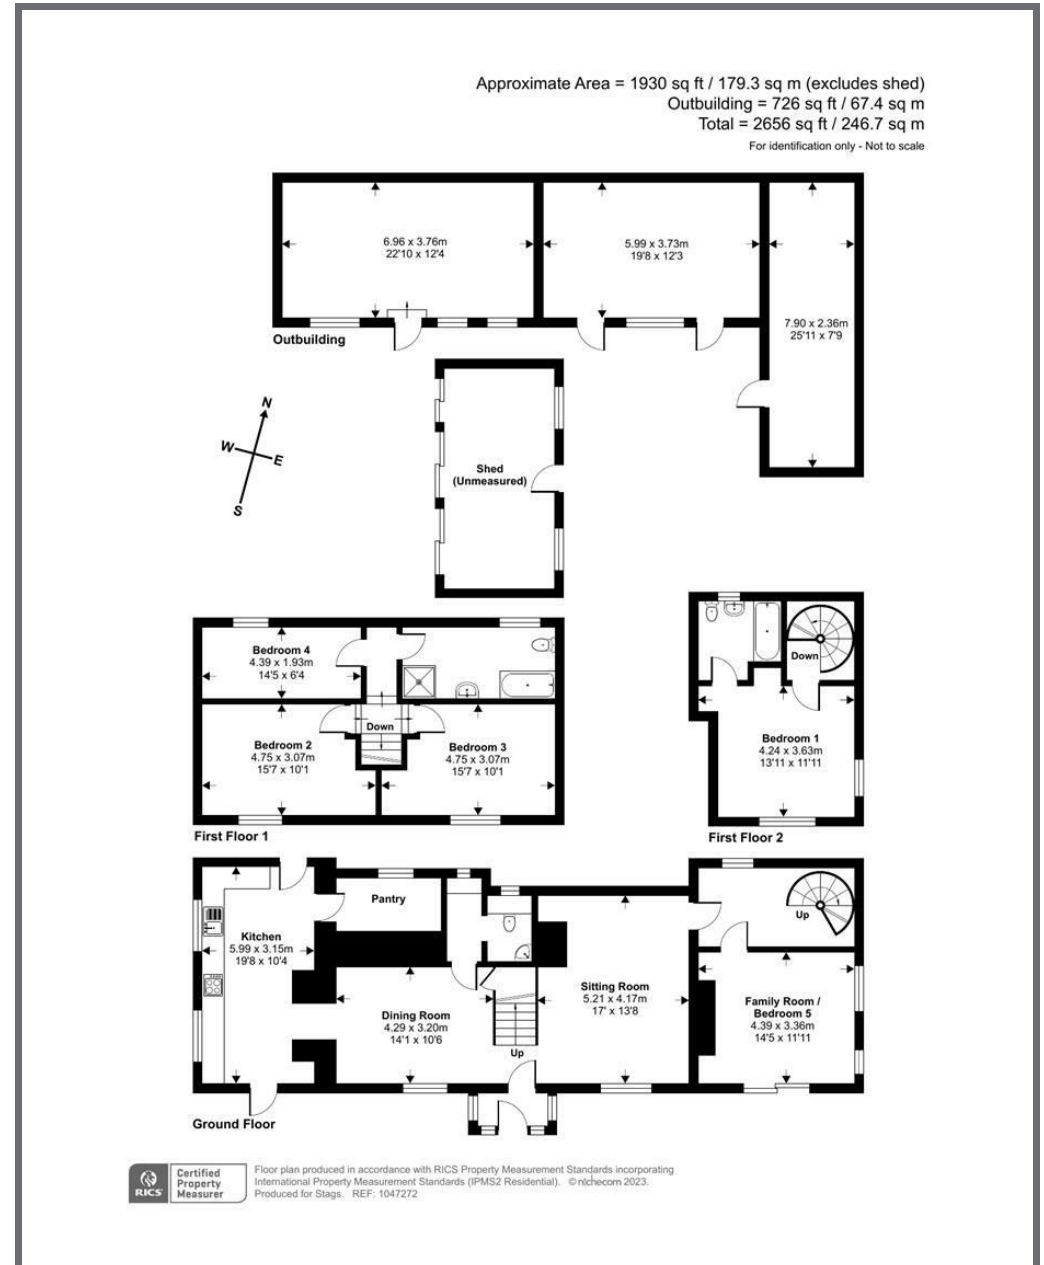 Approximate Area = 1930 sq ft / 179.3 sq m (excludes shed)
Outbuilding = 726 sq ft / 67.4 sq m
Total = 2656 sq ft / 246.7 sq m
For identification only - Not to scale
6.96 x 3.76m
22'10 x 12'4
5.99 x 3.73m
19'8 x 12'3
7.90 x 2.36m
25'11 x 7'9
Outbuilding
N
W
E
S
Shed
(Unmeasured)
Bedroom 4
4.39 x 1.93m
14'5 x 6'4
Down
Bedroom 2
4.75 x 3.07m
15'7 x 10'1
Bedroom 3
4.75 x 3.07m
15'7 x 10'1
First Floor 1
Down
Bedroom 1
4.24 x 3.63m
13'11 x 11'11
First Floor 2
Pantry
Kitchen
5.99 x 3.15m
19'8 x 10'4
Dining Room
4.29 x 3.20m
14'1 x 10'6
Up
Sitting Room
5.21 x 4.17m
17' x 13'8
Up
Family Room /
Bedroom 5
4.39 x 3.36m
14'5 x 11'11
Ground Floor
RICS
Certified
Property
Measurer
Floor plan produced in accordance with RICS Property Measurement Standards incorporating
International Property Measurement Standards (IPMS2 Residential). © nichecom 2023.
Produced for Stags. REF: 1047272